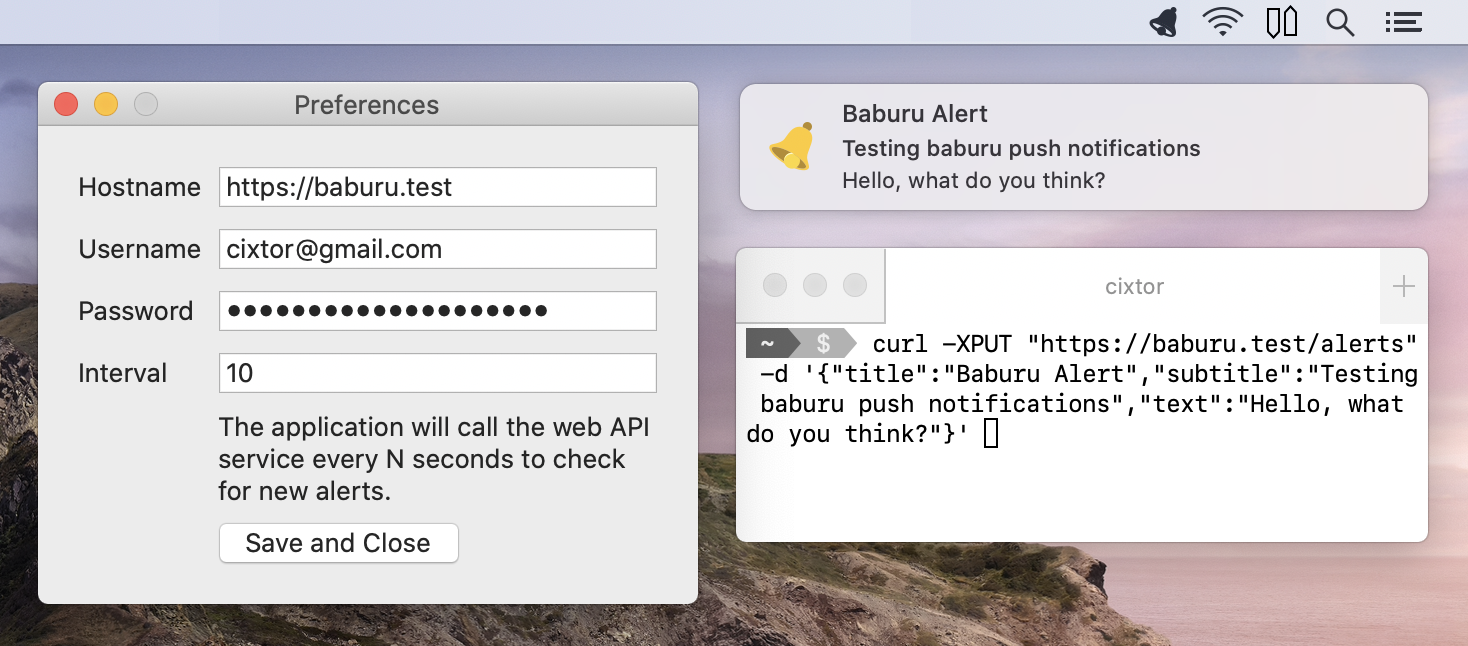 Preferences
Hostname https://baburu.test
Username cixtor@gmail.com
Password ●●●●●●●●●●●●●●●●●●●●
Interval 10
The application will call the web API
service every N seconds to check
for new alerts.
Save and Close
Baburu Alert
Testing baburu push notifications
Hello, what do you think?
cixtor
~ $ curl -XPUT "https://baburu.test/alerts"
-d '{"title":"Baburu Alert","subtitle":"Testing
baburu push notifications","text":"Hello, what
do you think?"}'